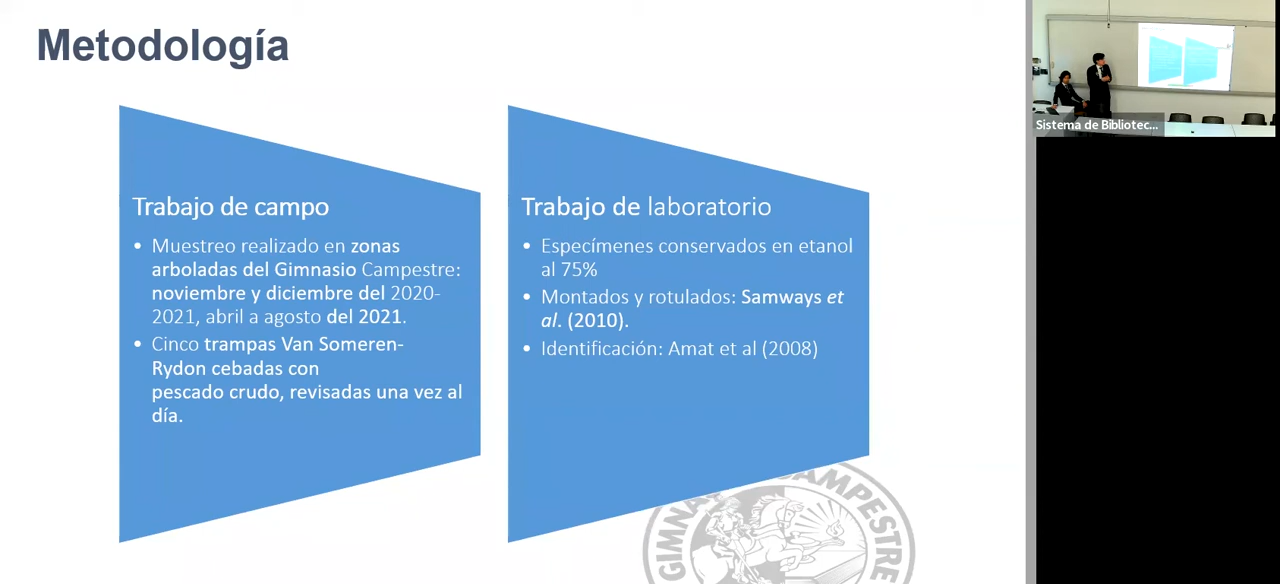 Metodología
Trabajo de campo
• Muestreo realizado en zonas
arboladas del Gimnasio Campestre:
noviembre y diciembre del 2020-
2021, abril a agosto del 2021.
• Cinco trampas Van Someren-
Rydon cebadas con
pescado crudo, revisadas una vez al
día.
Trabajo de laboratorio
• Especímenes conservados en etanol
al 75%
• Montados y rotulados: Samways et
al. (2010).
• Identificación: Amat et al (2008)
GIMNASIO CAMPESTRE
Sistema de Bibliotec...